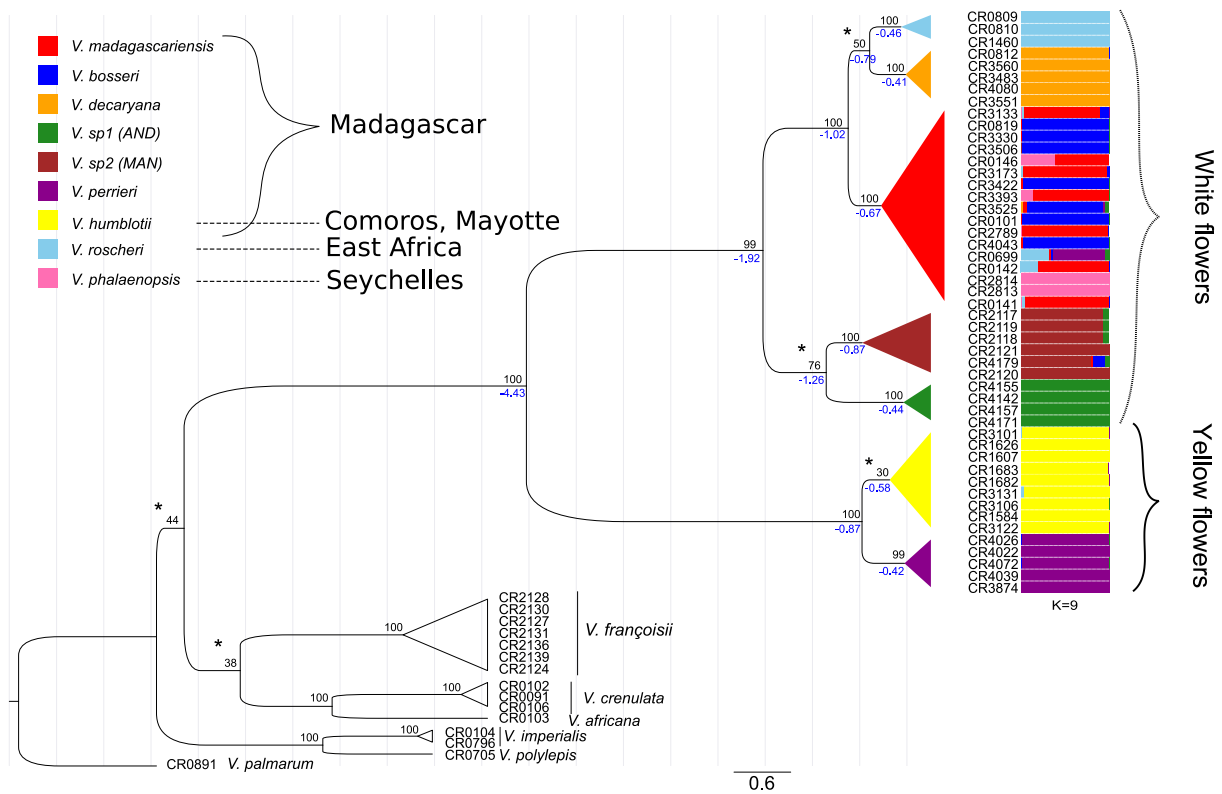 V. madagascariensis
V. bosseri
V. decaryana
V. sp1 (AND)
V. sp2 (MAN)
V. perrieri
V. humblotii
V. roscheri
V. phalaenopsis
Madagascar
Comoros, Mayotte
East Africa
Seychelles
100
-0.46
*
50
-0.79
100
-0.41
100
-1.02
100
-0.67
99
-1.92
100
-0.87
*
76
-1.26
100
-0.44
100
-4.43
*
30
-0.58
100
-0.87
99
-0.42
*
44
*
38
100
100
100
100
100
CR0809
CR0810
CR1460
CR0812
CR3560
CR3483
CR4080
CR3551
CR3133
CR0819
CR3330
CR3506
CR0146
CR3173
CR3422
CR3393
CR3525
CR0101
CR2789
CR4043
CR0699
CR0142
CR2814
CR2813
CR0141
CR2117
CR2119
CR2118
CR2121
CR4179
CR2120
CR4155
CR4142
CR4157
CR4171
CR3101
CR1626
CR1607
CR1683
CR1682
CR3131
CR3106
CR1584
CR3122
CR4026
CR4022
CR4072
CR4039
CR3874
K=9
White flowers
Yellow flowers
CR2128
CR2130
CR2127
CR2131
CR2136
CR2139
CR2124
V. françoisii
CR0102
CR0091
CR0106
V. crenulata
CR0103
V. africana
CR0104
CR0796
V. imperialis
CR0705 V. polylepis
CR0891 V. palmarum
0.6